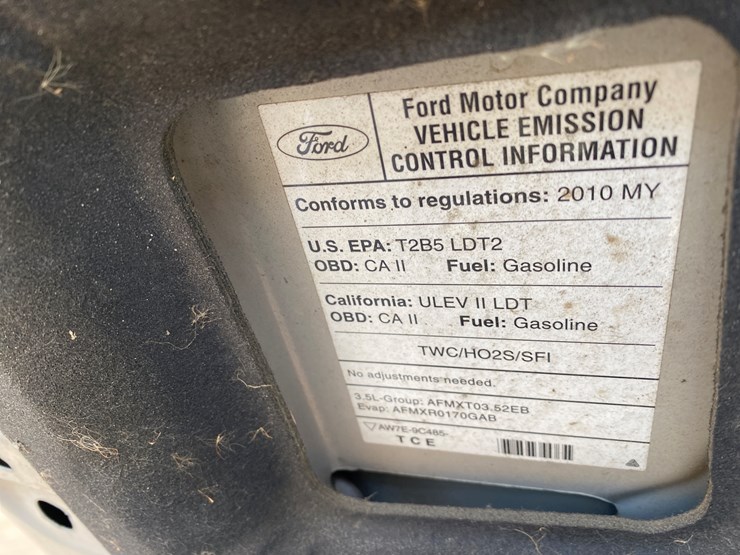 Ford
Ford Motor Company
VEHICLE EMISSION
CONTROL INFORMATION
Conforms to regulations: 2010 MY
U.S. EPA: T2B5 LDT2
OBD: CA II Fuel: Gasoline
California: ULEV II LDT
OBD: CA II Fuel: Gasoline
TWC/HO2S/SFI
No adjustments needed.
3.5L-Group: AFMXT03.52EB
Evap: AFMXR0170GAB
AW7E-9C485-
TCE